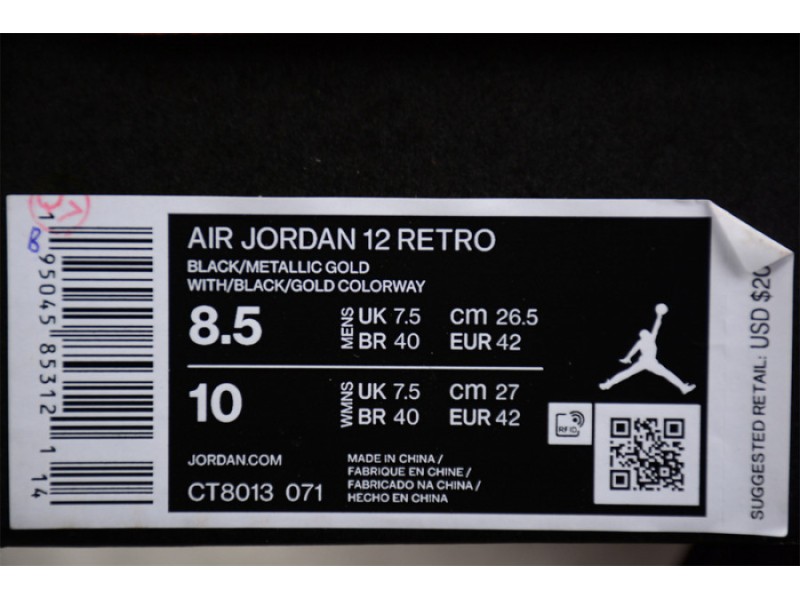 AIR JORDAN 12 RETRO
BLACK/METALLIC GOLD
WITH/BLACK/GOLD COLORWAY
8.5
MENS
UK 7.5 cm 26.5
BR 40 EUR 42
10
WMNS
UK 7.5 cm 27
BR 40 EUR 42
JORDAN.COM
CT8013 071
MADE IN CHINA /
FABRIQUE EN CHINE /
FABRICADO NA CHINA /
HECHO EN CHINA
RFID
SUGGESTED RETAIL: USD $20
1 95045 85312 1 14
B